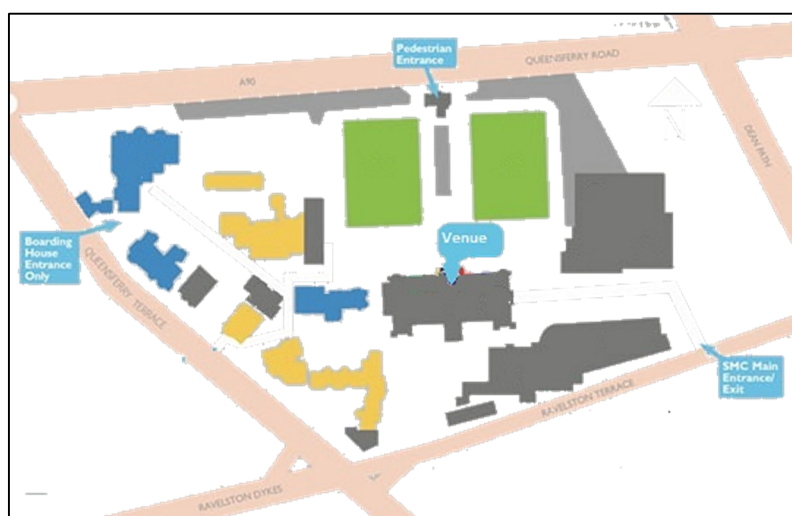 Pedestrian
Entrance
QUEENSFERRY ROAD
A90
DEAN PATH
Venue
Boarding
House
Entrance
Only
QUEENSFERRY TERRACE
SMC Main
Entrance/
Exit
RAVELSTON TERRACE
RAVELSTON DYKES